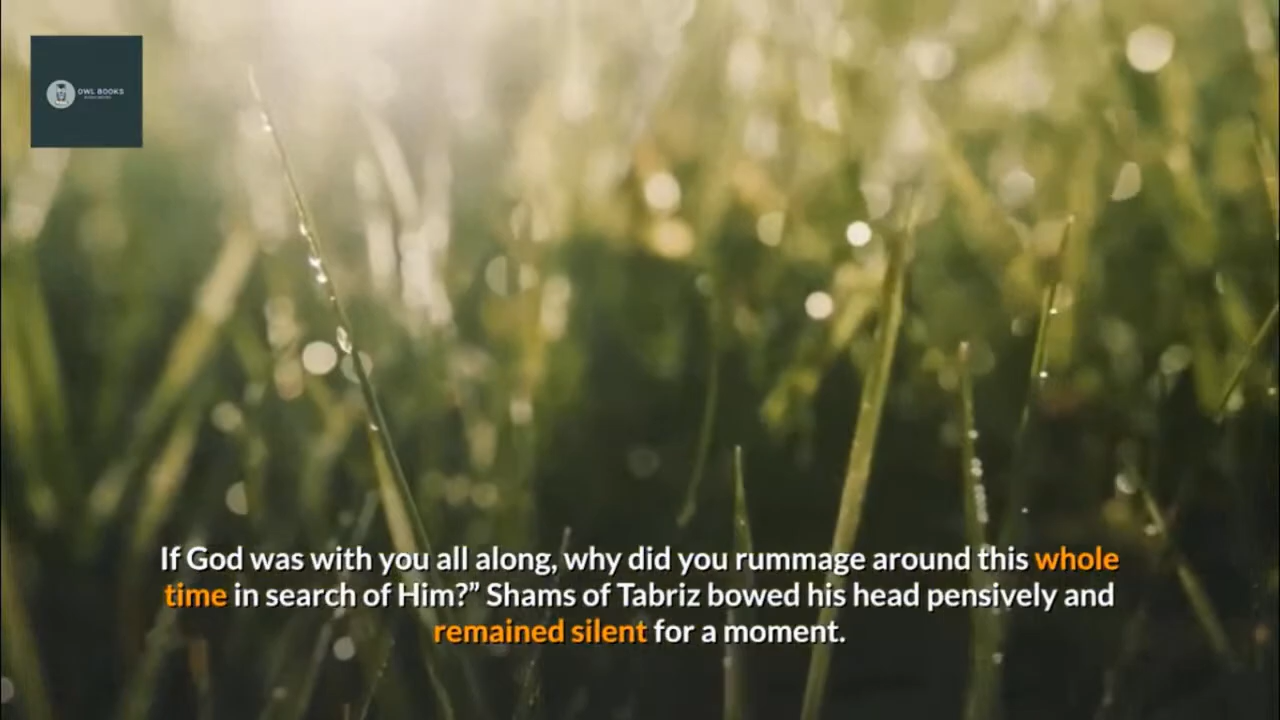 OWL BOOKS
If God was with you all along, why did you rummage around this whole
time in search of Him?” Shams of Tabriz bowed his head pensively and
remained silent for a moment.